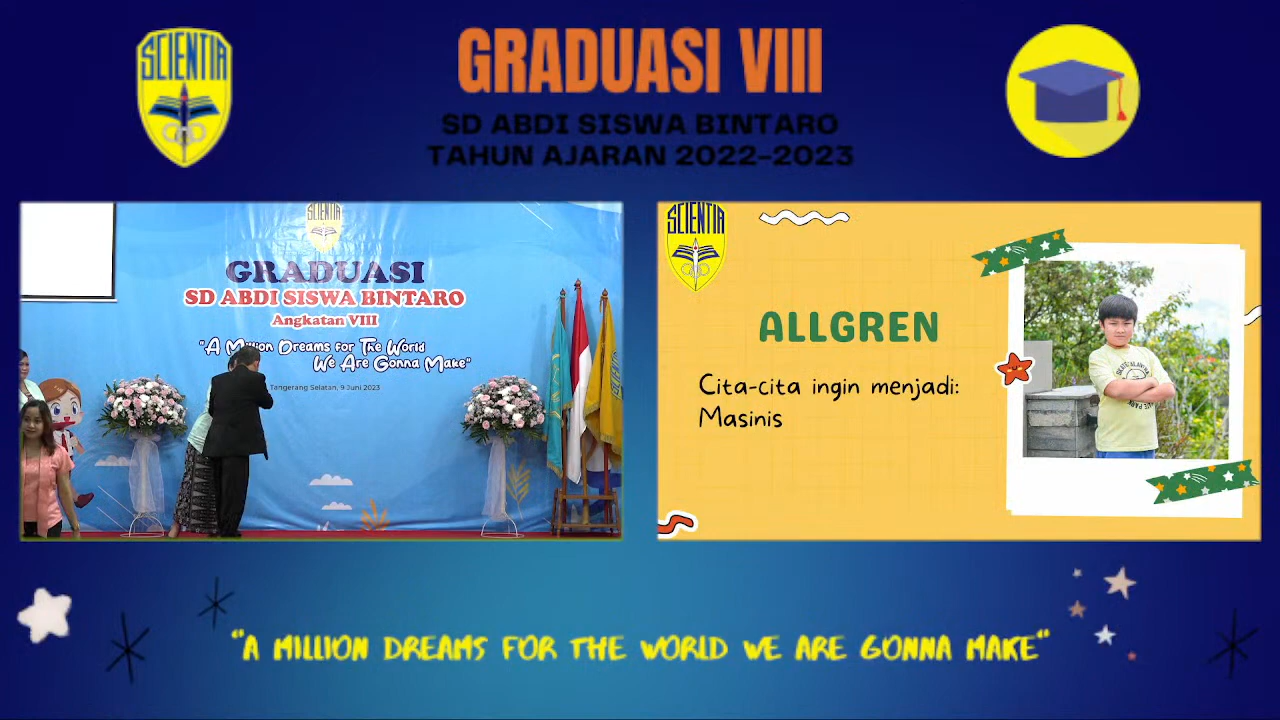 SCIENTIA
GRADUASI VIII
SD ABDI SISWA BINTARO
TAHUN AJARAN 2022-2023
SCIENTIA
GRADUASI
SD ABDI SISWA BINTARO
Angkatan VIII
"A Million Dreams for The World
We Are Gonna Make"
Tangerang Selatan, 9 Juni 2023
SCIENTIA
ALLGREN
Cita-cita ingin menjadi:
Masinis
"A MILLION DREAMS FOR THE WORLD WE ARE GONNA MAKE"